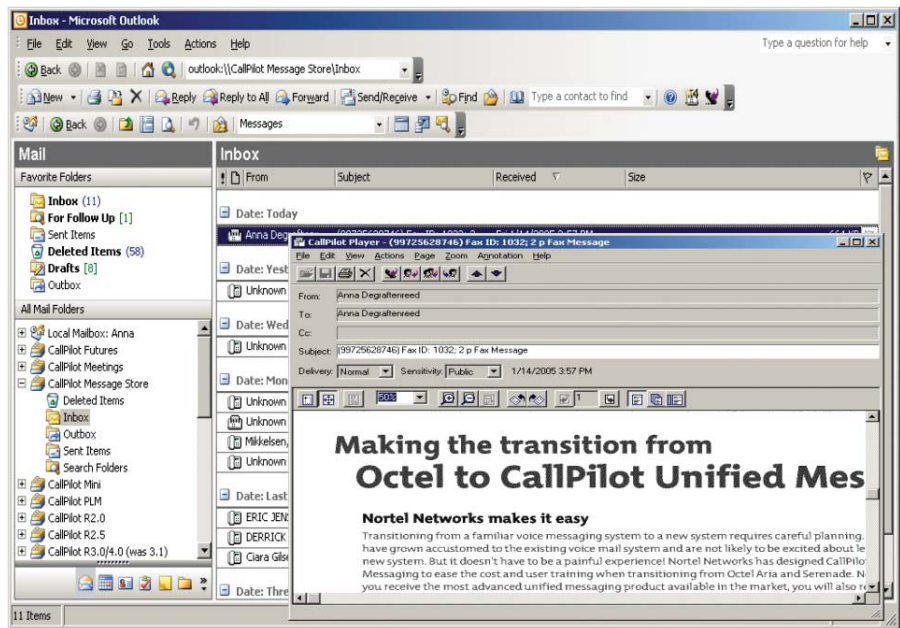 Inbox - Microsoft Outlook
File Edit View Go Tools Actions Help
Type a question for help
Back outlook:\\CallPilot Message Store\Inbox
New Reply Reply to All Forward Send/Receive Find Type a contact to find
Back Messages
Mail
Favorite Folders
Inbox (11)
For Follow Up [1]
Sent Items
Deleted Items (58)
Drafts [8]
Outbox
All Mail Folders
Local Mailbox: Anna
CallPilot Futures
CallPilot Meetings
CallPilot Message Store
Deleted Items
Inbox
Outbox
Sent Items
Search Folders
CallPilot Mini
CallPilot PLM
CallPilot R2.0
CallPilot R2.5
CallPilot R3.0/4.0 (was 3.1)
11 Items
Inbox
From Subject Received Size
Date: Today
Anna Deg
Date: Yest
Unknown
Date: Wed
Unknown
Date: Mon
Unknown
Unknown
Mikkelsen,
Unknown
Date: Last
ERIC JEN
DERRICK
Ciara Gils
Date: Thre
CallPilot Player - (99725628746) Fax ID: 1032; 2 p Fax Message
File Edit View Actions Page Zoom Annotation Help
From: Anna Degraftenreed
To: Anna Degraftenreed
Cc:
Subject: (99725628746) Fax ID: 1032; 2 p Fax Message
Delivery: Normal Sensitivity: Public 1/14/2005 3:57 PM
50% 1
Making the transition from
Octel to CallPilot Unified Mes
Nortel Networks makes it easy
Transitioning from a familiar voice messaging system to a new system requires careful planning.
have grown accustomed to the existing voice mail system and are not likely to be excited about le
new system. But it doesn't have to be a painful experience! Nortel Networks has designed CallPilo
Messaging to ease the cost and user training when transitioning from Octel Aria and Serenade. N
you receive the most advanced unified messaging product available in the market, you will also r